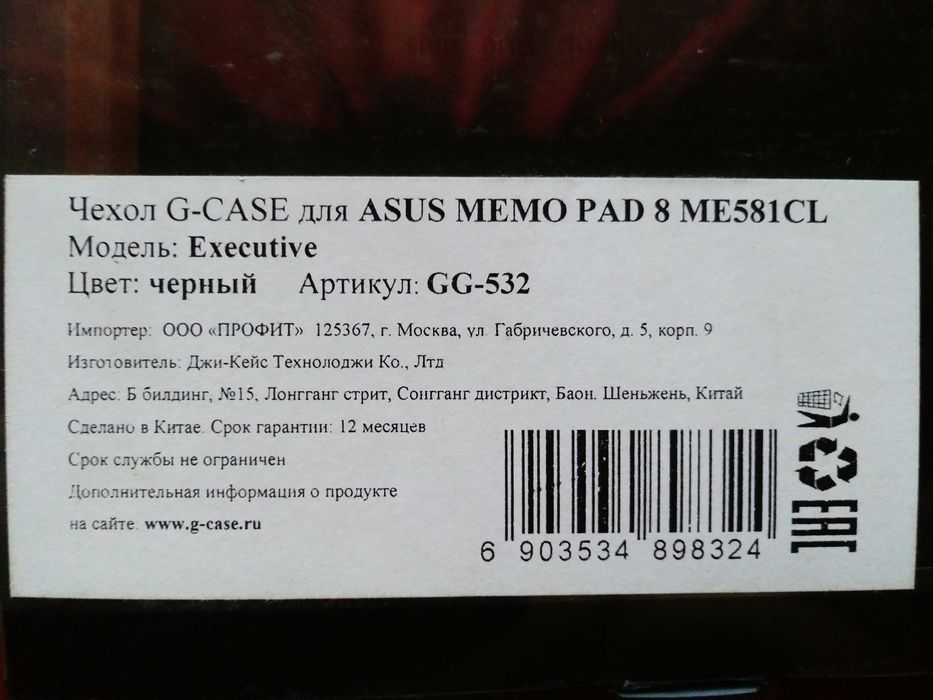 Чехол G-CASE для ASUS MEMO PAD 8 ME581CL
Модель: Executive
Цвет: черный Артикул: GG-532
Импортер: ООО «ПРОФИТ» 125367, г. Москва, ул. Габричевского, д. 5, корп. 9
Изготовитель: Джи-Кейс Технолоджи Ко., Лтд
Адрес: Б билдинг, №15, Лонгганг стрит, Сонгганг дистрикт, Баон. Шеньжень, Китай
Сделано в Китае. Срок гарантии: 12 месяцев
Срок службы не ограничен
Дополнительная информация о продукте
на сайте: www.g-case.ru
6 903534 898324
EAC